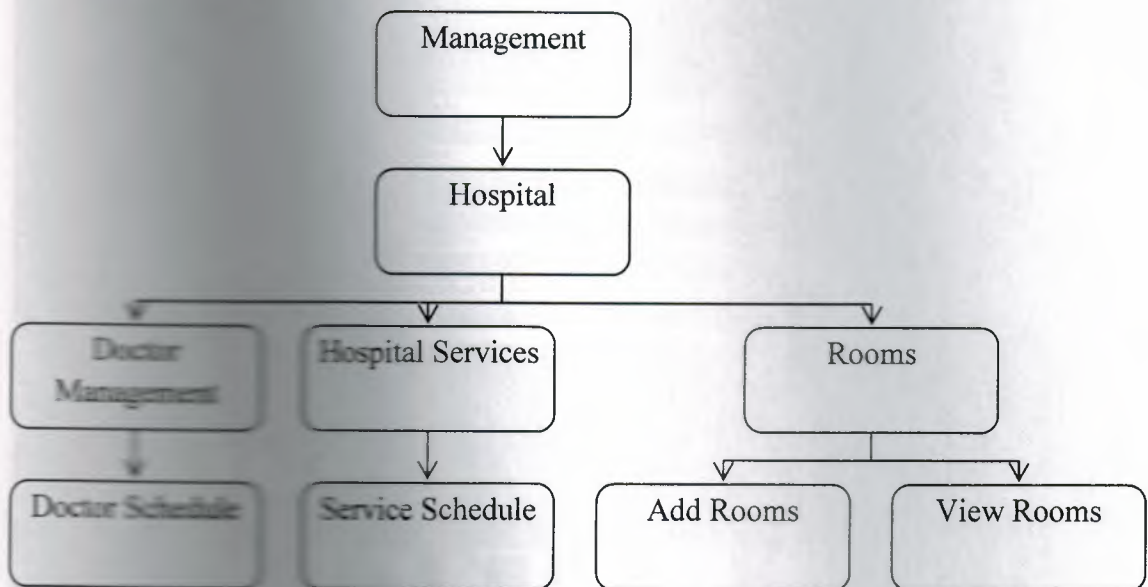 Management
Hospital
Doctor
Management
Hospital Services
Rooms
Doctor Schedule
Service Schedule
Add Rooms
View Rooms